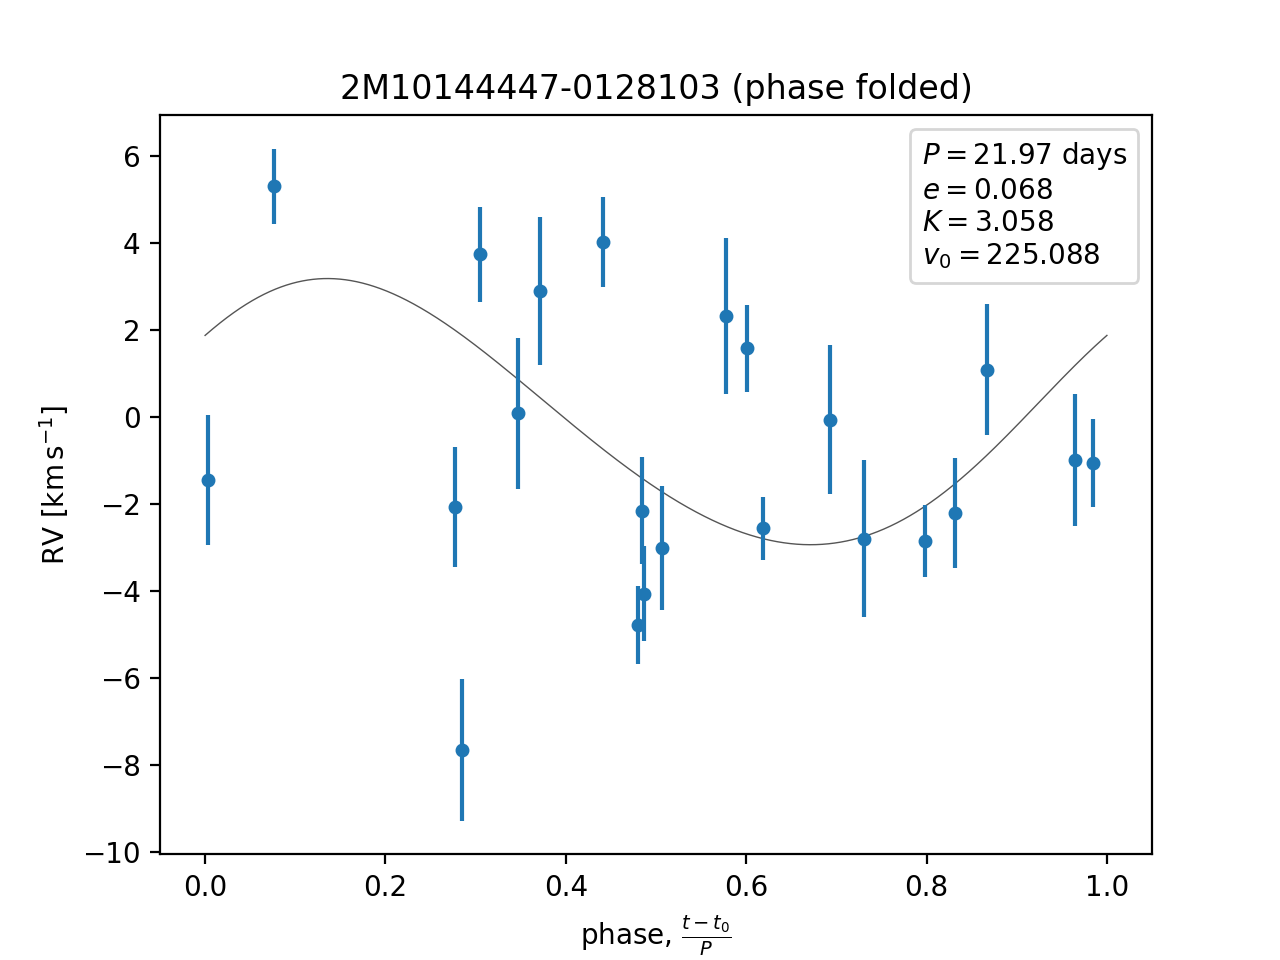 2M10144447-0128103 (phase folded)
P = 21.97 days
e = 0.068
K = 3.058
v₀ = 225.088
6
4
2
0
−2
−4
−6
−8
−10
RV [km s⁻¹]
0.0 0.2 0.4 0.6 0.8 1.0
phase, (t − t₀)/P